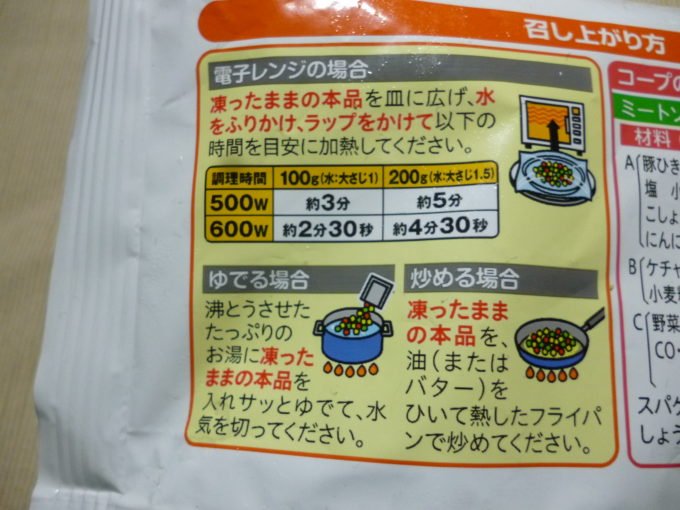 召し上がり方
電子レンジの場合
凍ったままの本品を皿に広げ、水
をふりかけ、ラップをかけて以下の
時間を目安に加熱してください。
調理時間 100g(水:大さじ1) 200g(水:大さじ1.5)
500W 約3分 約5分
600W 約2分30秒 約4分30秒
ゆでる場合
沸とうさせた
たっぷりの
お湯に凍った
ままの本品を
入れサッとゆでて、水
気を切ってください。
炒める場合
凍ったまま
の本品を、
油(または
バター)を
ひいて熱したフライパ
ンで炒めてください。
コープの
ミート
材料
A 豚ひき
塩 小
こしょ
にんに
B ケチャ
小麦粉
C 野菜
CO・
スパゲ
しょう